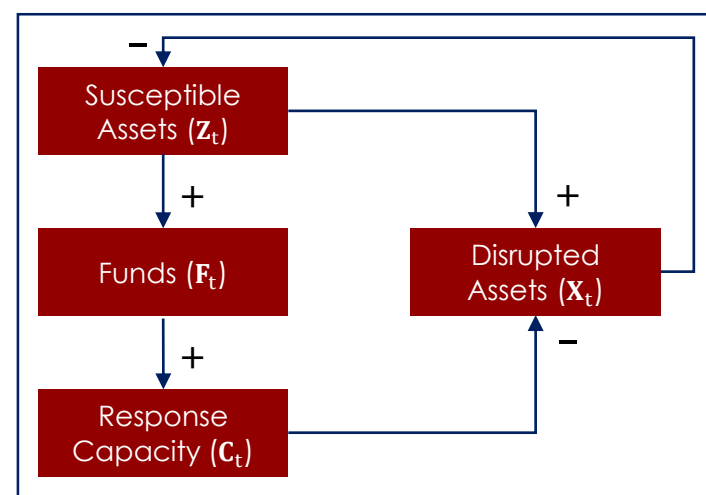 –
Susceptible
Assets (𝐙ₜ)
+
+
Funds (𝐅ₜ)
Disrupted
Assets (𝐗ₜ)
+
–
Response
Capacity (𝐂ₜ)